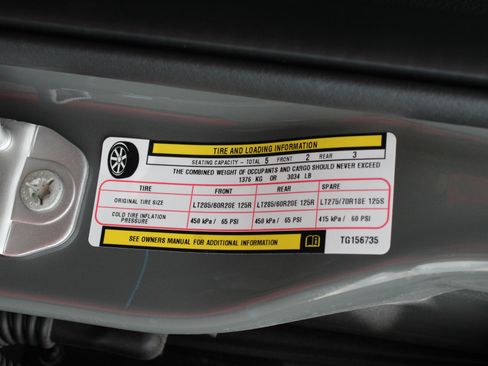 TIRE AND LOADING INFORMATION
SEATING CAPACITY - TOTAL 5 FRONT 2 REAR 3
THE COMBINED WEIGHT OF OCCUPANTS AND CARGO SHOULD NEVER EXCEED
1376 KG OR 3034 LB
TIRE FRONT REAR SPARE
ORIGINAL TIRE SIZE LT285/60R20E 125R LT285/60R20E 125R LT275/70R18E 125S
COLD TIRE INFLATION PRESSURE 450 kPa/ 65 PSI 450 kPa/ 65 PSI 415 kPa/ 60 PSI
SEE OWNERS MANUAL FOR ADDITIONAL INFORMATION TG156735